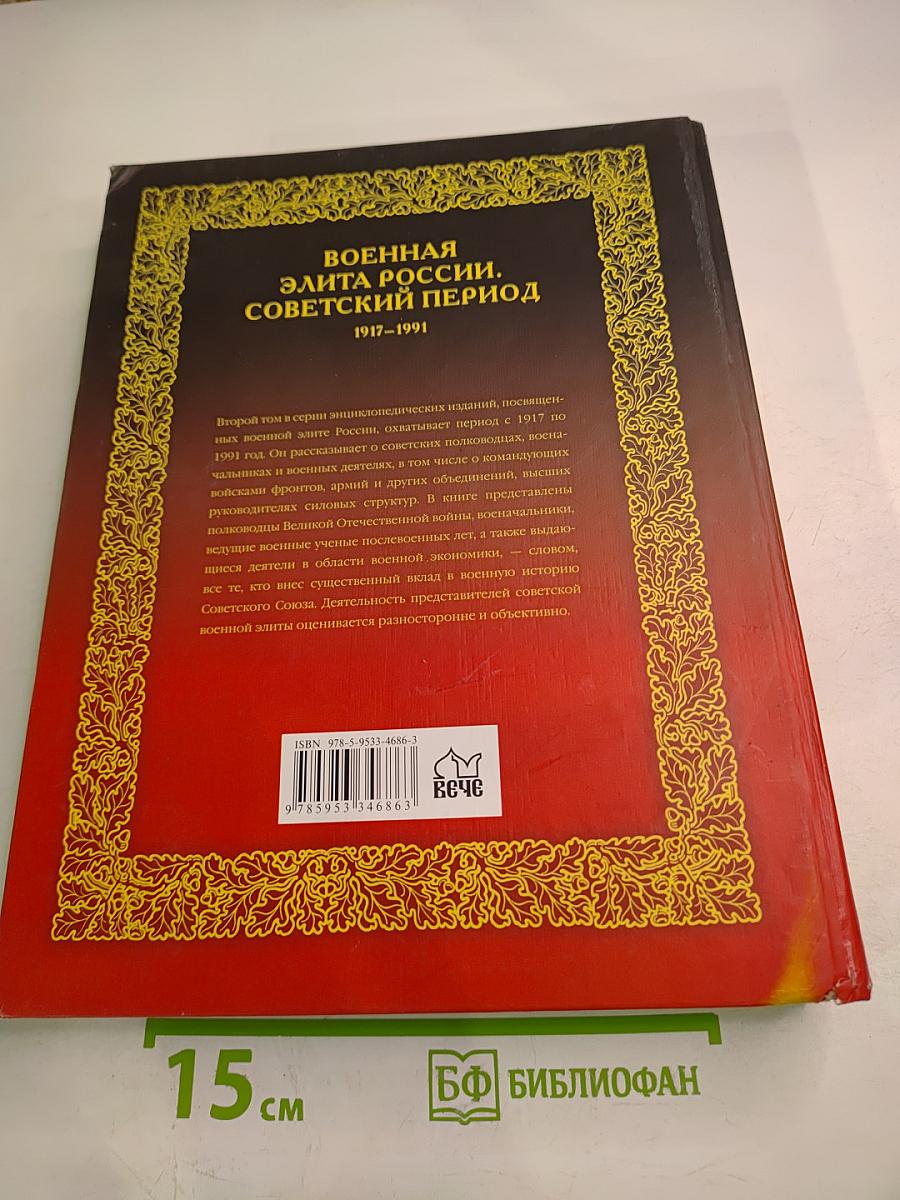 ВОЕННАЯ
ЭЛИТА РОССИИ.
СОВЕТСКИЙ ПЕРИОД
1917–1991
Второй том в серии энциклопедических изданий, посвящен-
ных военной элите России, охватывает период с 1917 по
1991 год. Он рассказывает о советских полководцах, воена-
чальниках и военных деятелях, в том числе о командующих
войсками фронтов, армий и других объединений, высших
руководителях силовых структур. В книге представлены
полководцы Великой Отечественной войны, военачальники,
ведущие военные ученые послевоенных лет, а также выдаю-
щиеся деятели в области военной экономики, — словом,
все те, кто внес существенный вклад в военную историю
Советского Союза. Деятельность представителей советской
военной элиты оценивается разносторонне и объективно.
ISBN 978-5-9533-4686-3
9 785953 346863
ВЕЧЕ
15 см
БФ БИБЛИОФАН